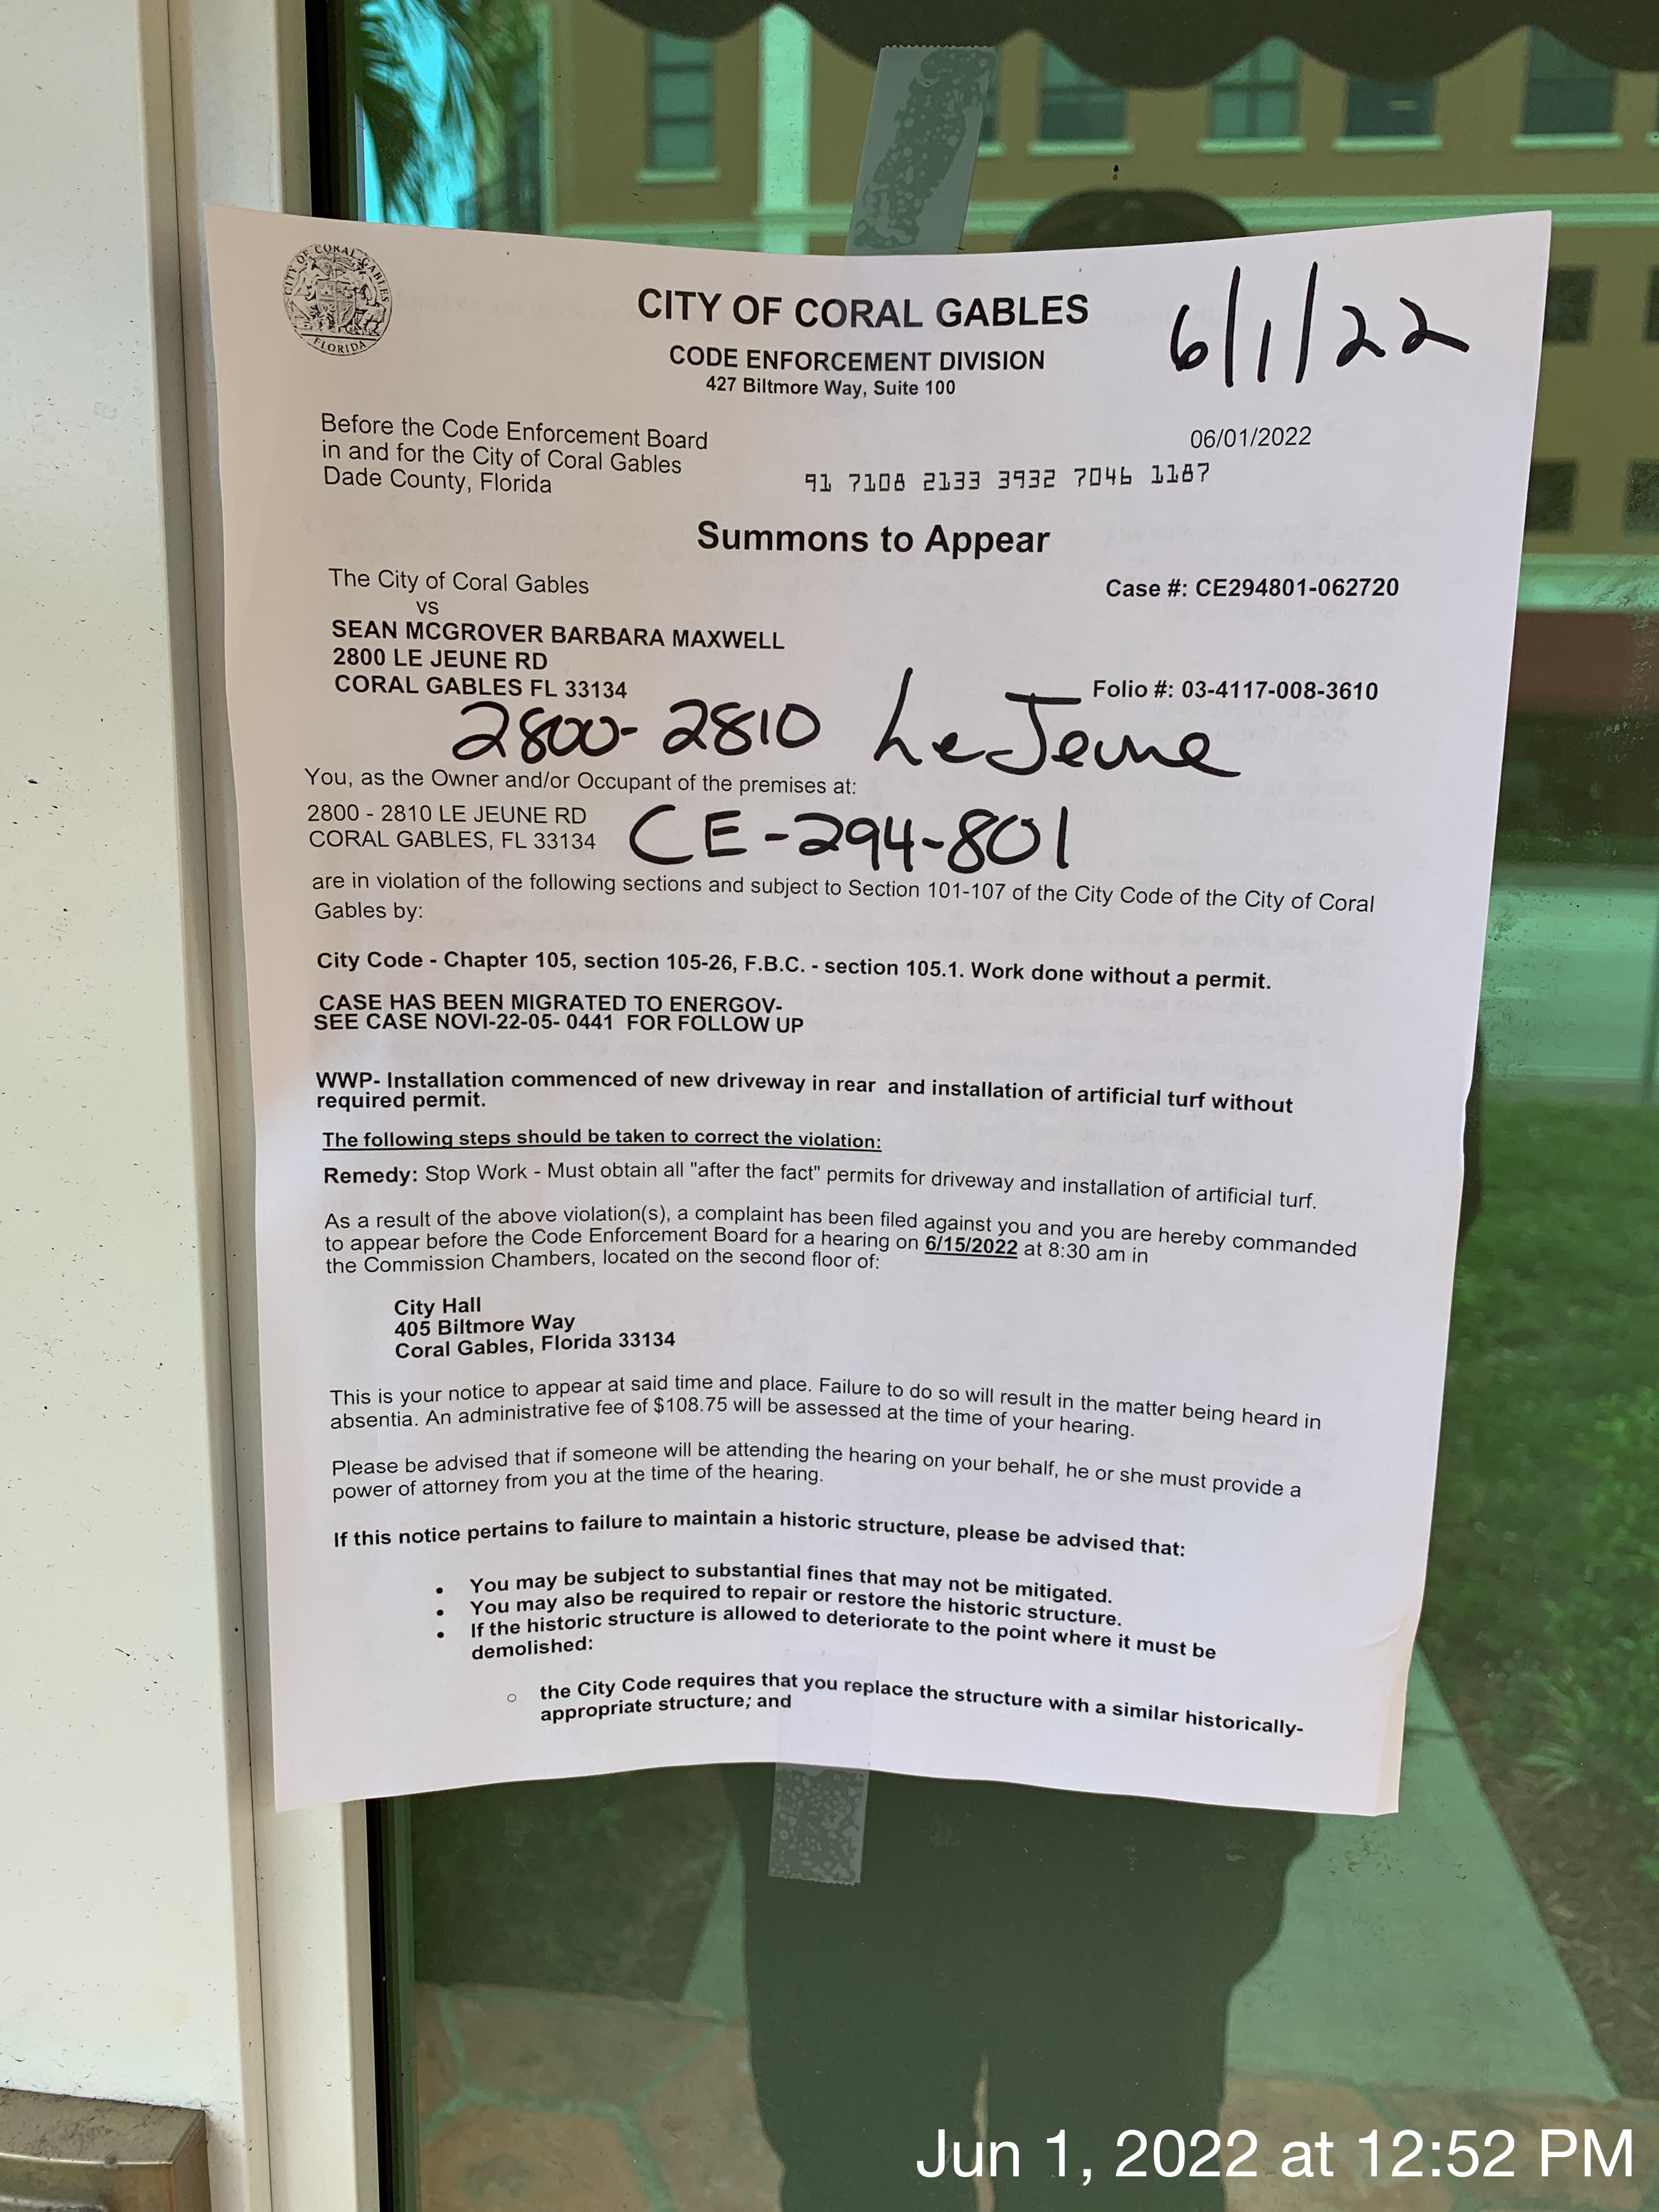 CITY OF CORAL GABLES
FLORIDA
CITY OF CORAL GABLES
6/1/22
CODE ENFORCEMENT DIVISION
427 Biltmore Way, Suite 100
Before the Code Enforcement Board
in and for the City of Coral Gables
Dade County, Florida
06/01/2022
91 7108 2133 3932 7046 1187
Summons to Appear
The City of Coral Gables
vs
Case #: CE294801-062720
SEAN MCGROVER BARBARA MAXWELL
2800 LE JEUNE RD
CORAL GABLES FL 33134
Folio #: 03-4117-008-3610
2800-2810 LeJeune
You, as the Owner and/or Occupant of the premises at:
2800 - 2810 LE JEUNE RD
CORAL GABLES, FL 33134
CE-294-801
are in violation of the following sections and subject to Section 101-107 of the City Code of the City of Coral
Gables by:
City Code - Chapter 105, section 105-26, F.B.C. - section 105.1. Work done without a permit.
CASE HAS BEEN MIGRATED TO ENERGOV-
SEE CASE NOVI-22-05- 0441 FOR FOLLOW UP
WWP- Installation commenced of new driveway in rear and installation of artificial turf without
required permit.
The following steps should be taken to correct the violation:
Remedy: Stop Work - Must obtain all "after the fact" permits for driveway and installation of artificial turf.
As a result of the above violation(s), a complaint has been filed against you and you are hereby commanded
to appear before the Code Enforcement Board for a hearing on 6/15/2022 at 8:30 am in
the Commission Chambers, located on the second floor of:
City Hall
405 Biltmore Way
Coral Gables, Florida 33134
This is your notice to appear at said time and place. Failure to do so will result in the matter being heard in
absentia. An administrative fee of $108.75 will be assessed at the time of your hearing.
Please be advised that if someone will be attending the hearing on your behalf, he or she must provide a
power of attorney from you at the time of the hearing.
If this notice pertains to failure to maintain a historic structure, please be advised that:
• You may be subject to substantial fines that may not be mitigated.
• You may also be required to repair or restore the historic structure.
• If the historic structure is allowed to deteriorate to the point where it must be
demolished:
○ the City Code requires that you replace the structure with a similar historically-
appropriate structure; and
Jun 1, 2022 at 12:52 PM